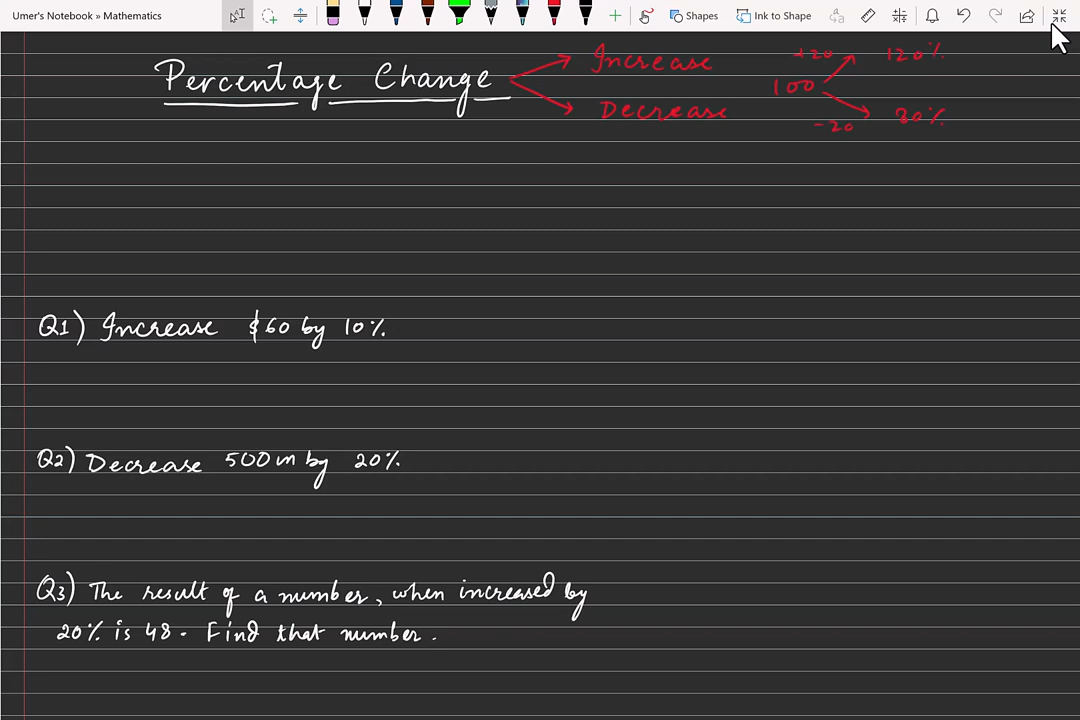 Umer's Notebook » Mathematics
Shapes
Ink to Shape
Percentage Change
Increase
Decrease
100
+20
120%
-20
80%
Q1) Increase $60 by 10%
Q2) Decrease 500m by 20%
Q3) The result of a number, when increased by
20% is 48. Find that number.